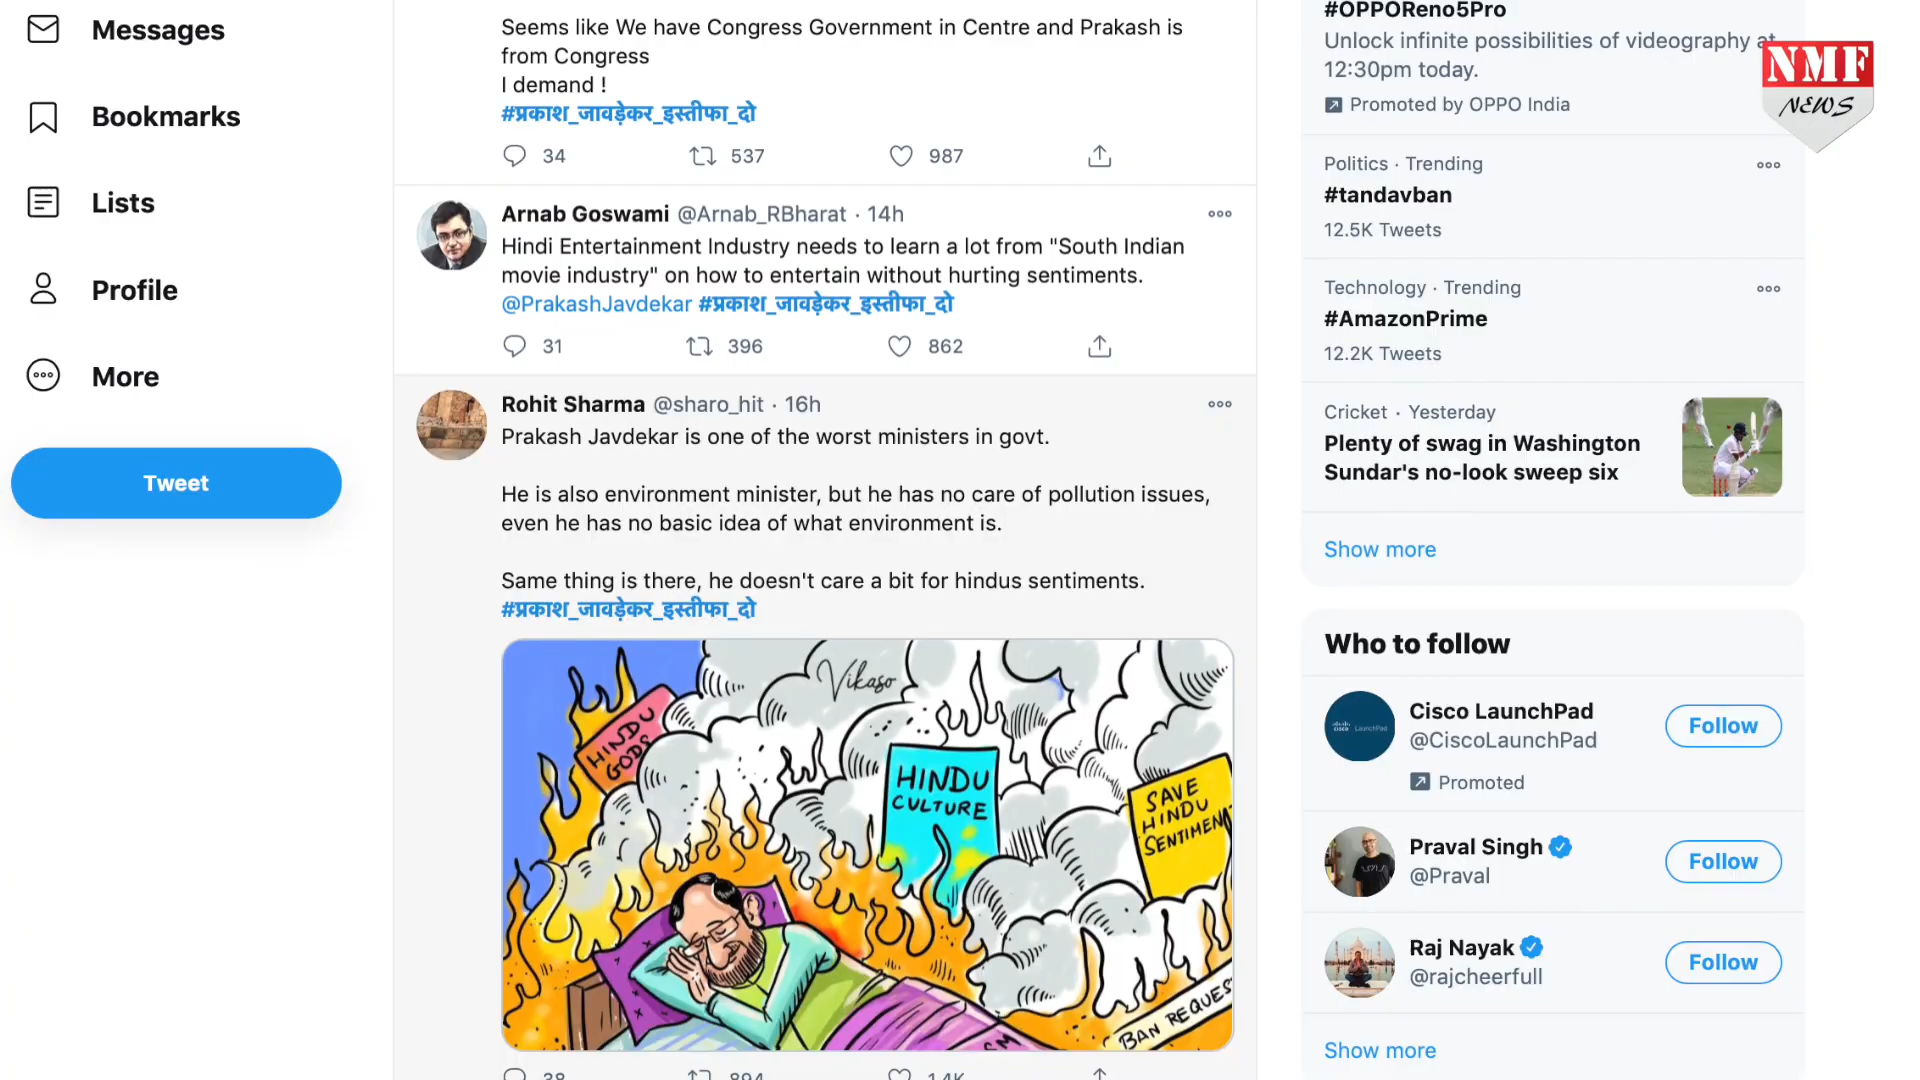 Messages
Bookmarks
Lists
Profile
More
Tweet
Seems like We have Congress Government in Centre and Prakash is
from Congress
I demand !
#प्रकाश_जावड़ेकर_इस्तीफा_दो
34 537 987
Arnab Goswami @Arnab_RBharat · 14h
Hindi Entertainment Industry needs to learn a lot from "South Indian
movie industry" on how to entertain without hurting sentiments.
@PrakashJavdekar #प्रकाश_जावड़ेकर_इस्तीफा_दो
31 396 862
Rohit Sharma @sharo_hit · 16h
Prakash Javdekar is one of the worst ministers in govt.
He is also environment minister, but he has no care of pollution issues,
even he has no basic idea of what environment is.
Same thing is there, he doesn't care a bit for hindus sentiments.
#प्रकाश_जावड़ेकर_इस्तीफा_दो
Vikaso
HINDU
GODS
HINDU
CULTURE
SAVE
HINDU
SENTIMEN
BAN REQUES
38 894 1.4K
#OPPOReno5Pro
Unlock infinite possibilities of videography at
12:30pm today.
Promoted by OPPO India
NMF
NEWS
Politics · Trending
#tandavban
12.5K Tweets
Technology · Trending
#AmazonPrime
12.2K Tweets
Cricket · Yesterday
Plenty of swag in Washington
Sundar's no-look sweep six
Show more
Who to follow
Cisco LaunchPad
@CiscoLaunchPad
Follow
Promoted
Praval Singh
@Praval
Follow
Raj Nayak
@rajcheerfull
Follow
Show more